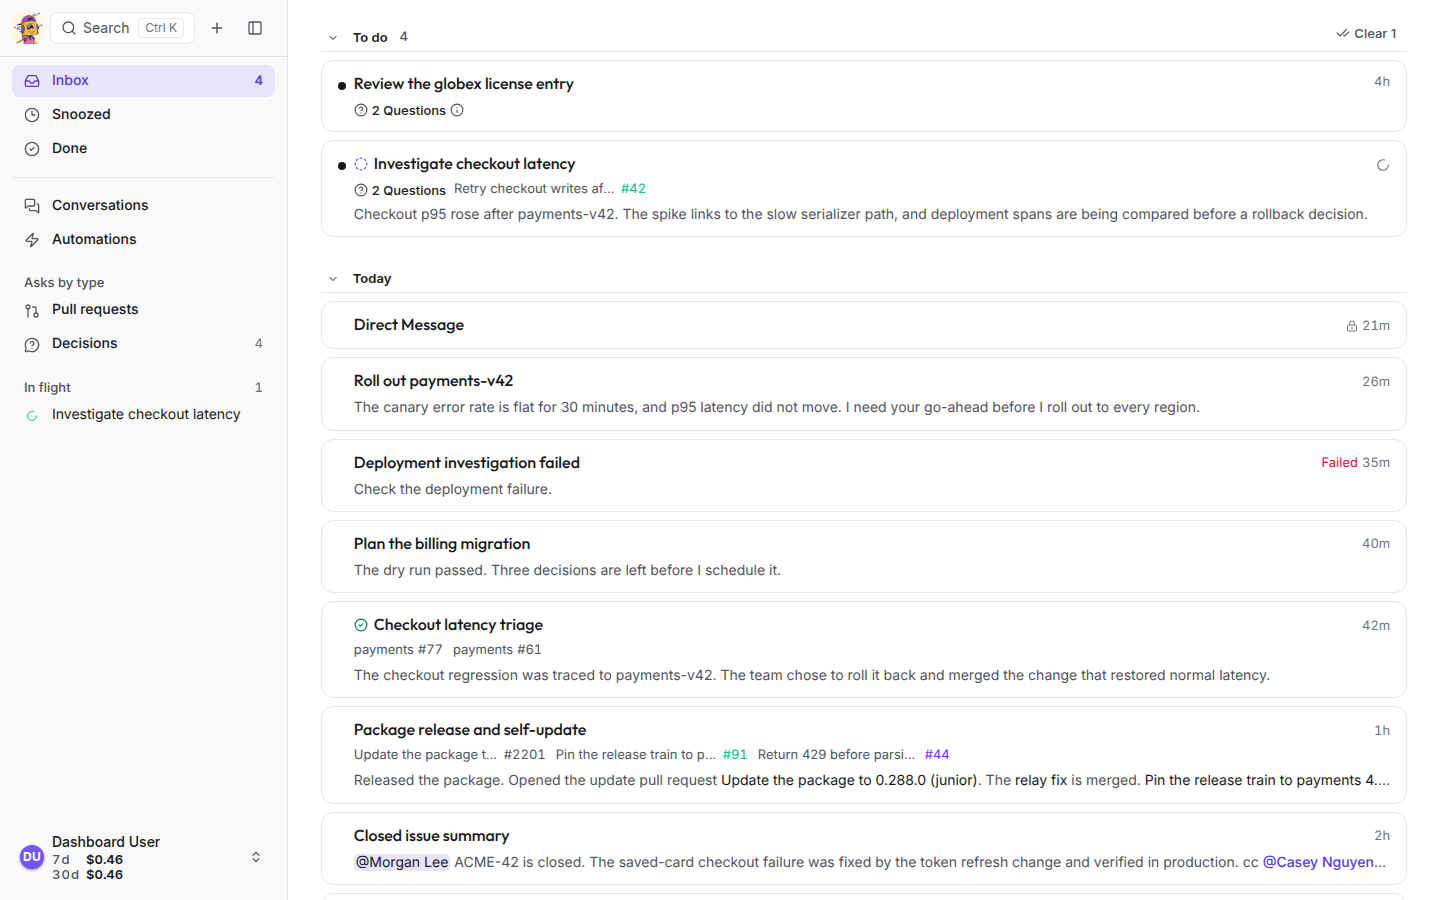 Search Ctrl K
Inbox 4
Snoozed
Done
Conversations
Automations
Asks by type
Pull requests
Decisions 4
In flight 1
Investigate checkout latency
DU Dashboard User
7d $0.46
30d $0.46
To do 4 Clear 1
Review the globex license entry 4h
2 Questions
Investigate checkout latency
2 Questions Retry checkout writes af... #42
Checkout p95 rose after payments-v42. The spike links to the slow serializer path, and deployment spans are being compared before a rollback decision.
Today
Direct Message 21m
Roll out payments-v42 26m
The canary error rate is flat for 30 minutes, and p95 latency did not move. I need your go-ahead before I roll out to every region.
Deployment investigation failed Failed 35m
Check the deployment failure.
Plan the billing migration 40m
The dry run passed. Three decisions are left before I schedule it.
Checkout latency triage 42m
payments #77 payments #61
The checkout regression was traced to payments-v42. The team chose to roll it back and merged the change that restored normal latency.
Package release and self-update 1h
Update the package t... #2201 Pin the release train to p... #91 Return 429 before parsi... #44
Released the package. Opened the update pull request Update the package to 0.288.0 (junior). The relay fix is merged. Pin the release train to payments 4....
Closed issue summary 2h
@Morgan Lee ACME-42 is closed. The saved-card checkout failure was fixed by the token refresh change and verified in production. cc @Casey Nguyen...